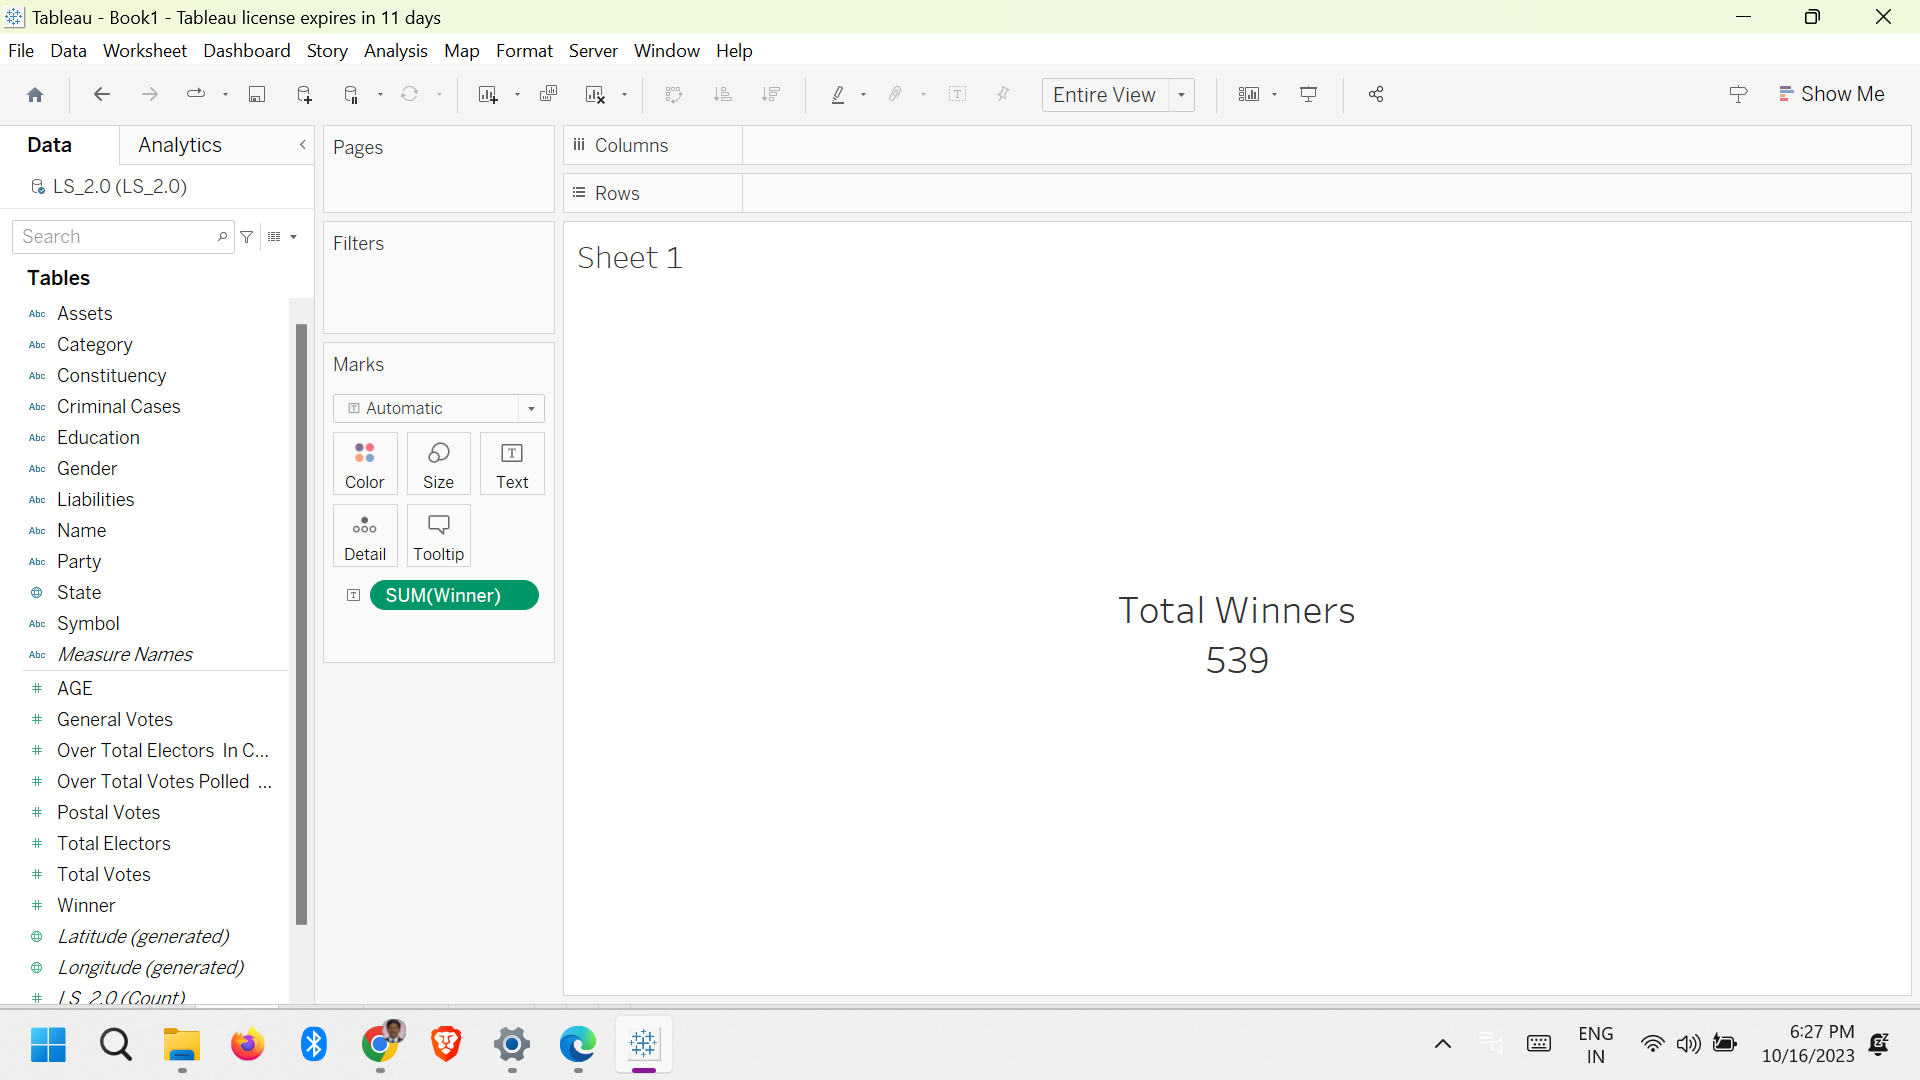 Tableau - Book1 - Tableau license expires in 11 days
File Data Worksheet Dashboard Story Analysis Map Format Server Window Help
Entire View
Show Me
Data Analytics
LS_2.0 (LS_2.0)
Search
Tables
Abc Assets
Abc Category
Abc Constituency
Abc Criminal Cases
Abc Education
Abc Gender
Abc Liabilities
Abc Name
Abc Party
State
Abc Symbol
Abc Measure Names
# AGE
# General Votes
# Over Total Electors In C...
# Over Total Votes Polled ...
# Postal Votes
# Total Electors
# Total Votes
# Winner
Latitude (generated)
Longitude (generated)
# LS_2.0 (Count)
Pages
Filters
Marks
T Automatic
Color Size T Text
Detail Tooltip
T SUM(Winner)
Columns
Rows
Sheet 1
Total Winners
539
ENG
IN
6:27 PM
10/16/2023